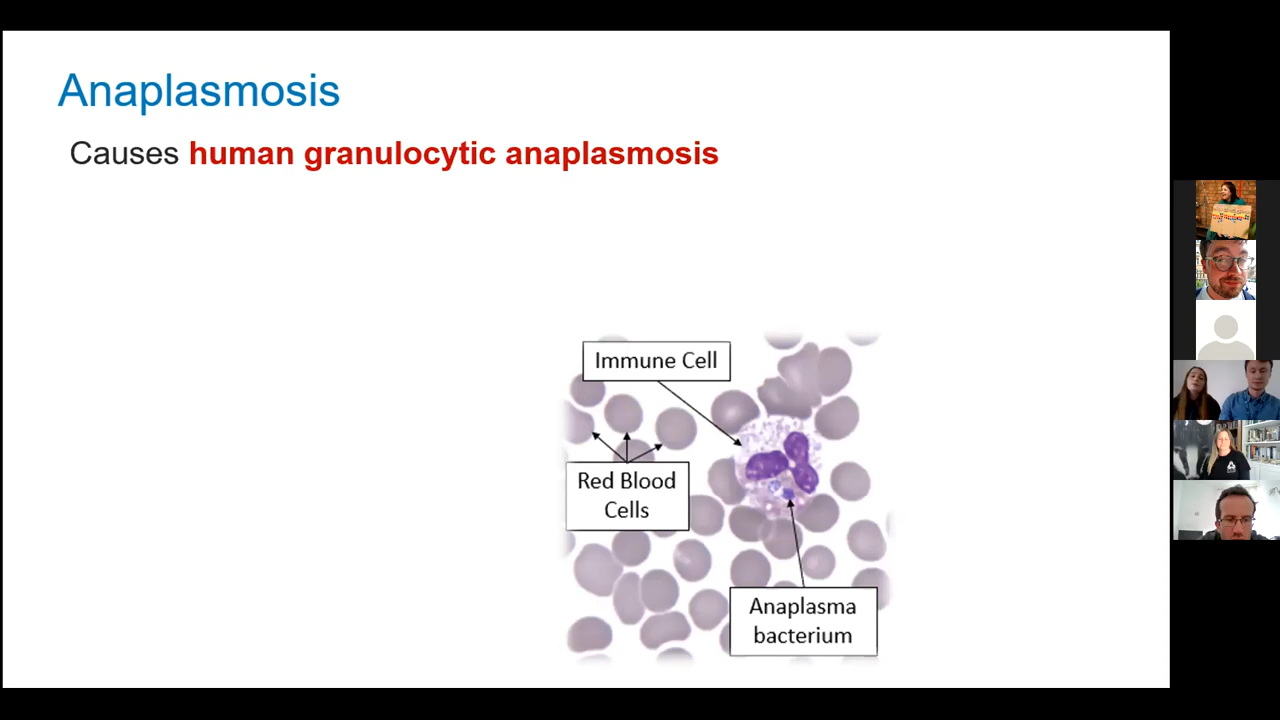 Anaplasmosis
Causes human granulocytic anaplasmosis
Immune Cell
Red Blood
Cells
Anaplasma
bacterium